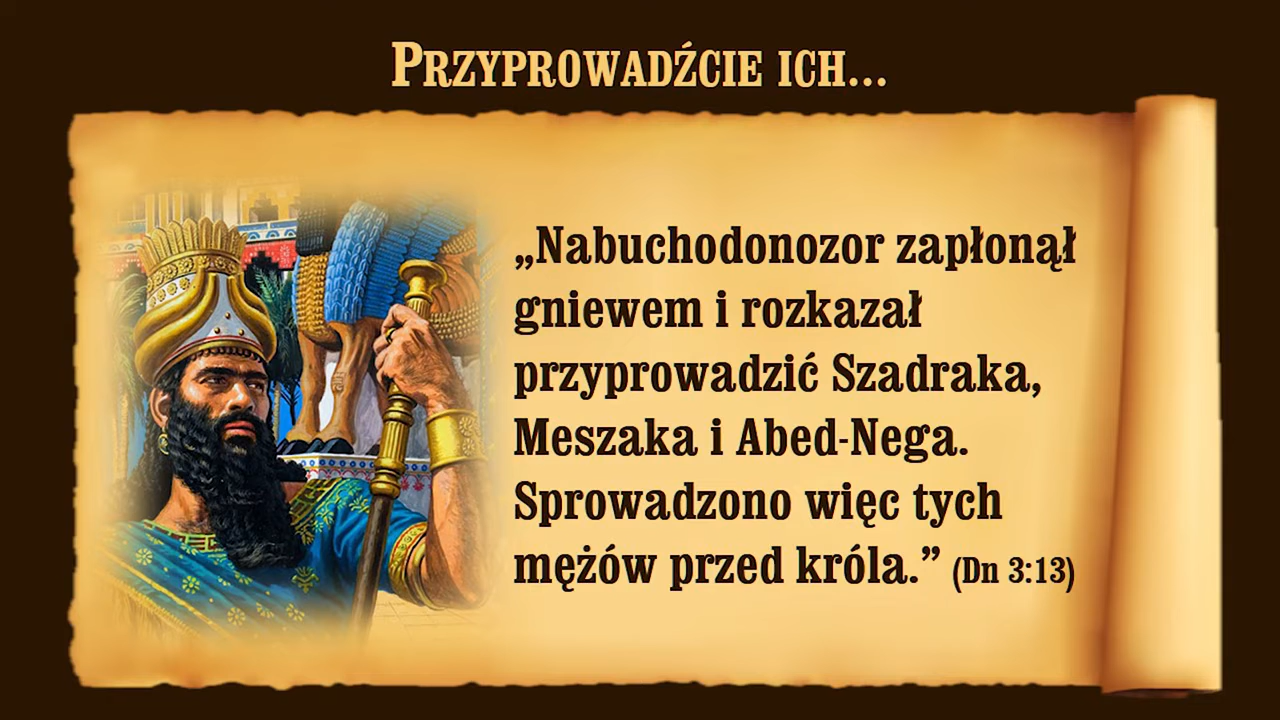 Przyprowadźcie ich...
„Nabuchodonozor zapłonął
gniewem i rozkazał
przyprowadzić Szadraka,
Meszaka i Abed-Nega.
Sprowadzono więc tych
mężów przed króla.” (Dn 3:13)